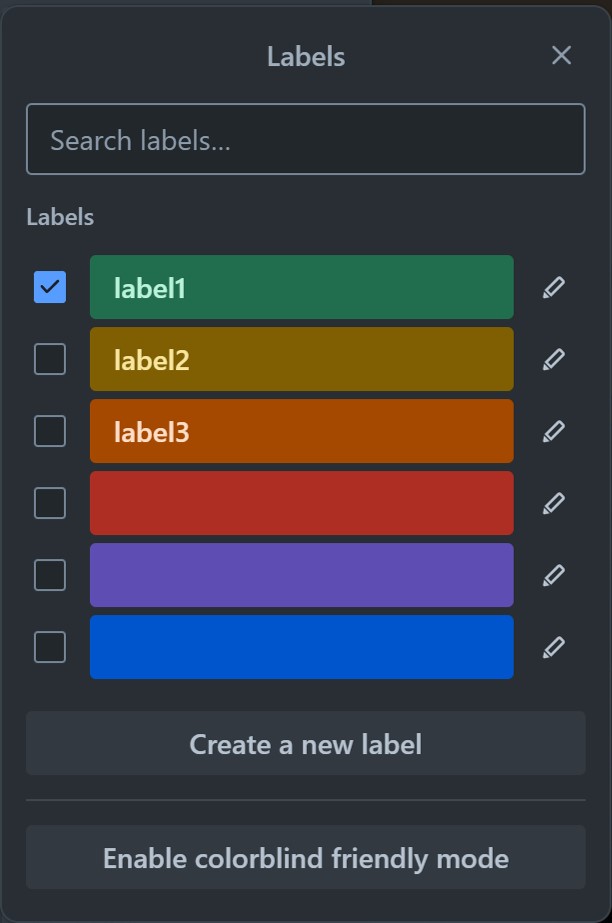 Labels
Search labels...
Labels
label1
label2
label3
Create a new label
Enable colorblind friendly mode